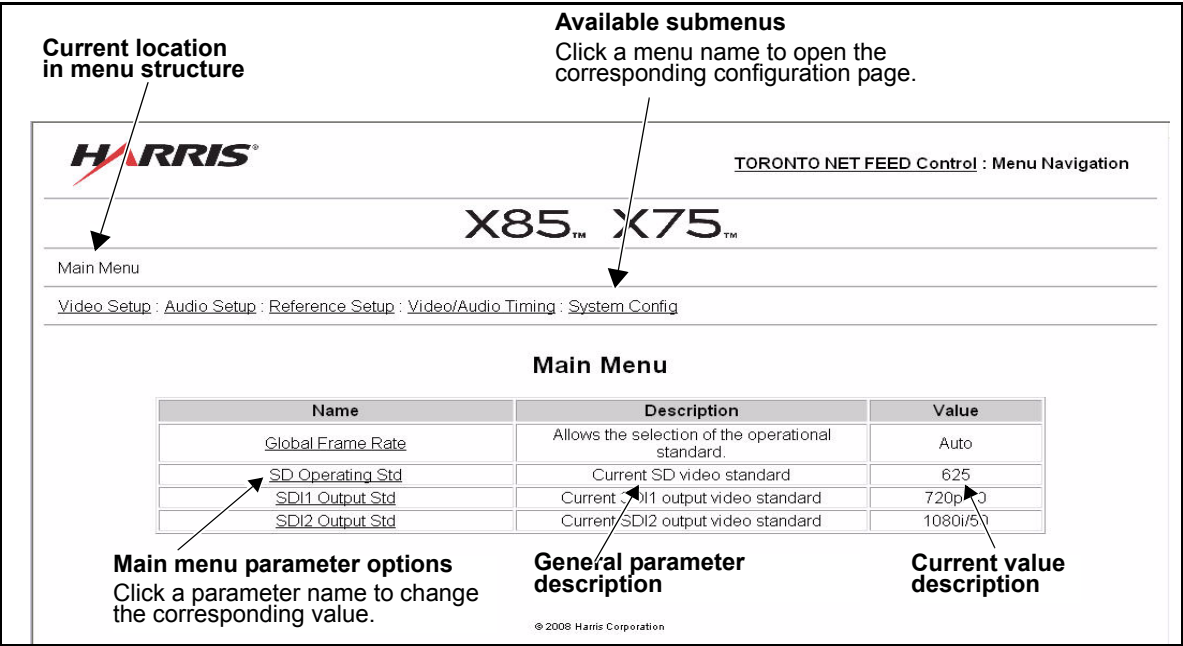 Available submenus
Click a menu name to open the
corresponding configuration page.
Current location
in menu structure
HARRIS®
TORONTO NET FEED Control : Menu Navigation
X85™ X75™
Main Menu
Video Setup : Audio Setup : Reference Setup : Video/Audio Timing : System Config
Main Menu
Name Description Value
Global Frame Rate Allows the selection of the operational standard. Auto
SD Operating Std Current SD video standard 625
SDI1 Output Std Current SDI1 output video standard
SDI2 Output Std Current SDI2 output video standard 1080i/50
Main menu parameter options
Click a parameter name to change
the corresponding value.
General parameter
description
Current value
description
© 2008 Harris Corporation